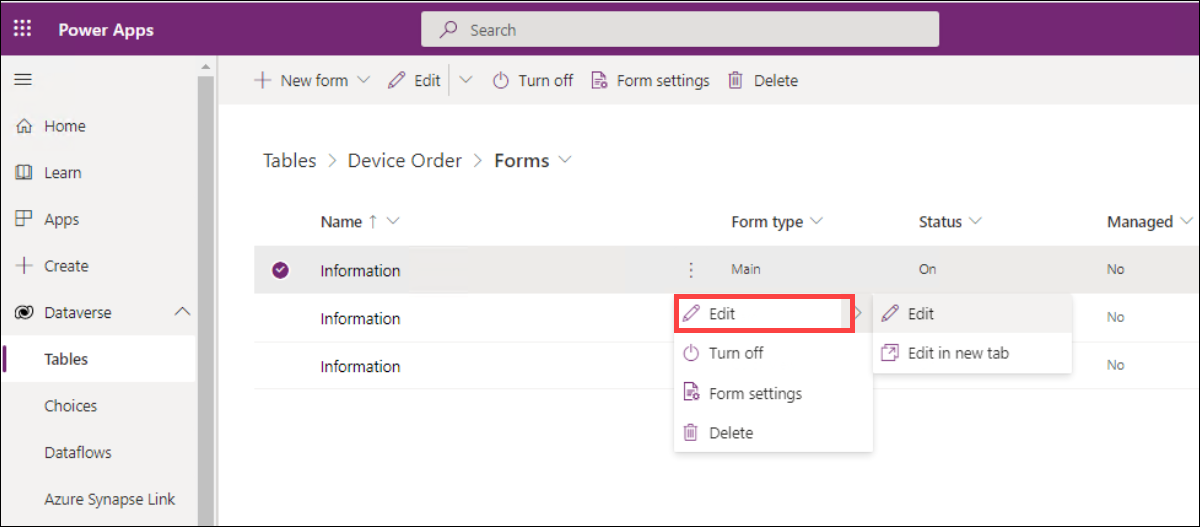 Power Apps
Search
New form Edit Turn off Form settings Delete
Home
Learn
Apps
Create
Dataverse
Tables
Choices
Dataflows
Azure Synapse Link
Tables > Device Order > Forms
Name ↑ Form type Status Managed
Information Main On No
Information No
Information No
Edit
Turn off
Form settings
Delete
Edit
Edit in new tab